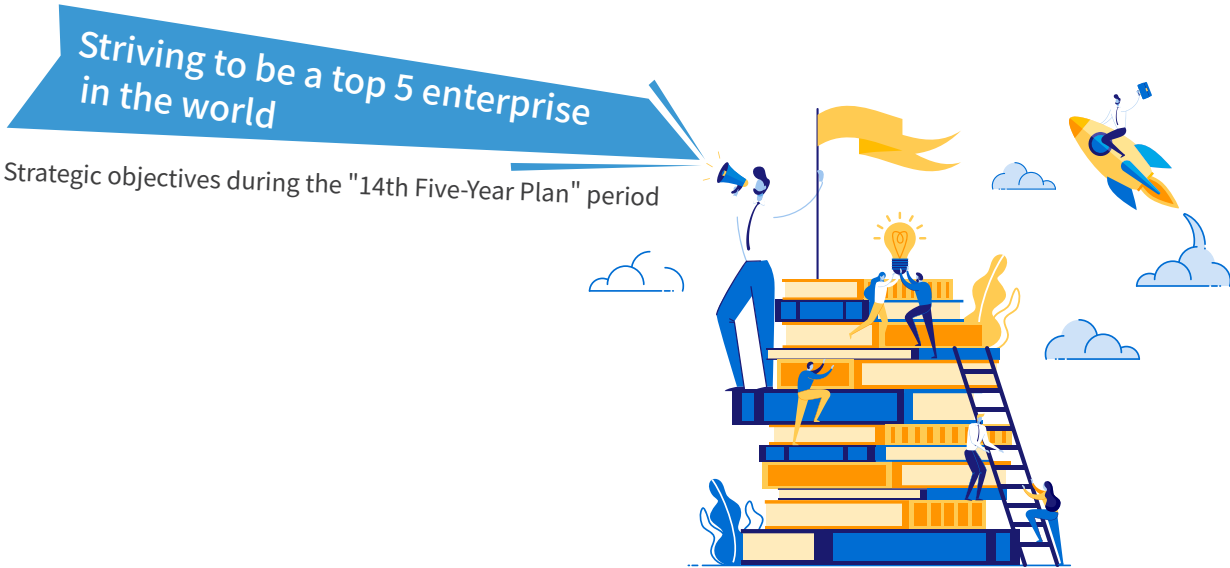 Striving to be a top 5 enterprise
in the world
Strategic objectives during the "14th Five-Year Plan" period